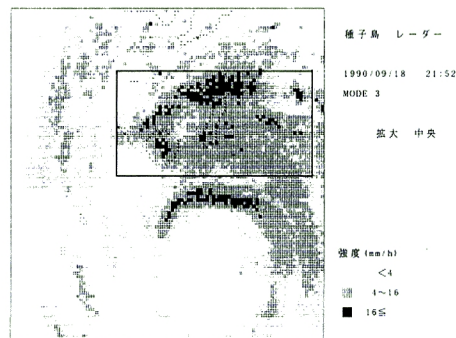 種子島 レーダー
1990/09/18 21:52
MODE 3
拡大 中央
強度 (mm/h)
<4
4~16
16≦